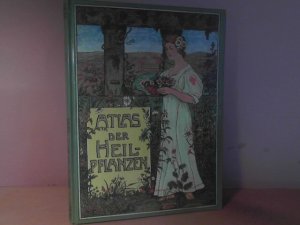 ATLAS
DER
HEIL-
PFLANZEN